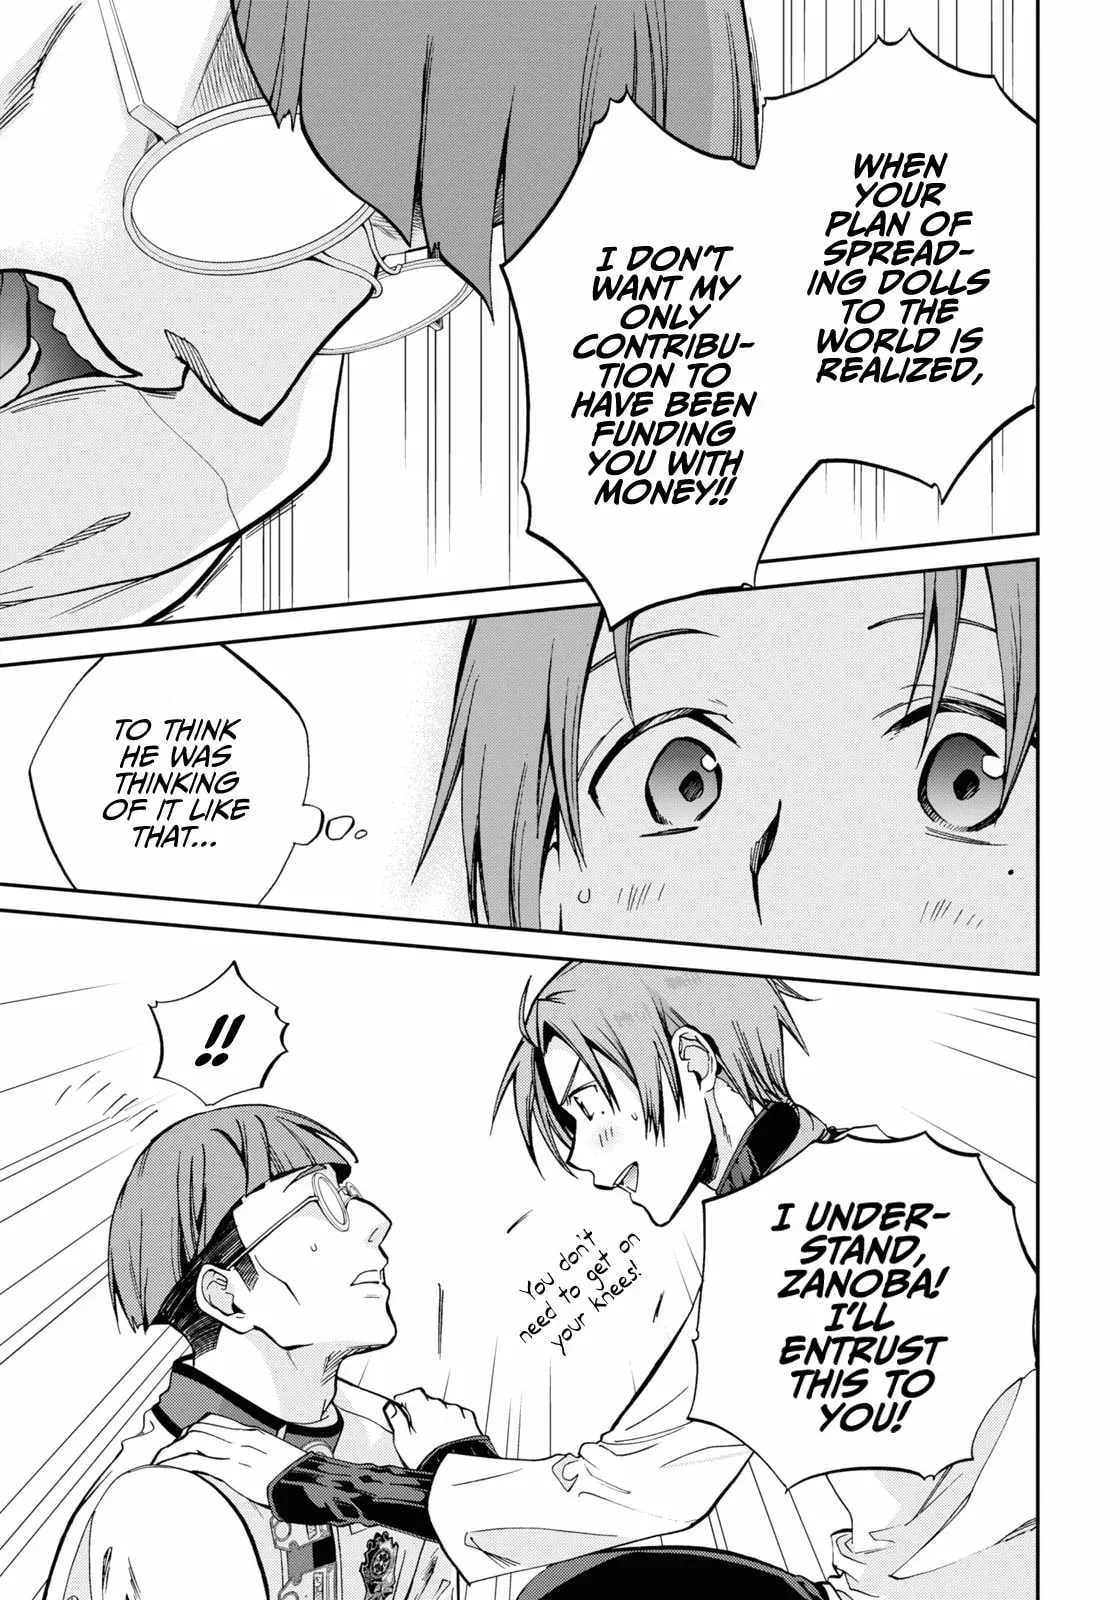 WHEN
YOUR
PLAN OF
SPREAD-
ING DOLLS
TO THE
WORLD IS
REALIZED,
I DON'T
WANT MY
ONLY
CONTRIBU-
TION TO
HAVE BEEN
FUNDING
YOU WITH
MONEY!!
TO THINK
HE WAS
THINKING
OF IT LIKE
THAT...
!!
I UNDER-
STAND,
ZANOBA!
I'LL
ENTRUST
THIS TO
YOU!
You don't
need to get on
your knees!